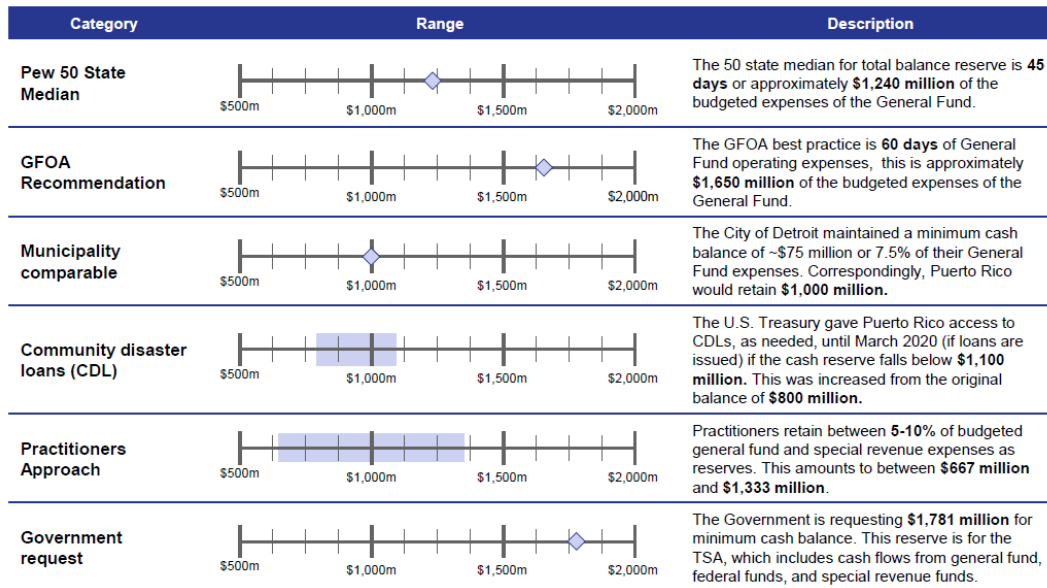 Category Range Description
Pew 50 State
Median
$500m $1,000m $1,500m $2,000m
The 50 state median for total balance reserve is 45
days or approximately $1,240 million of the
budgeted expenses of the General Fund.
GFOA
Recommendation
$500m $1,000m $1,500m $2,000m
The GFOA best practice is 60 days of General
Fund operating expenses, this is approximately
$1,650 million of the budgeted expenses of the
General Fund.
Municipality
comparable
$500m $1,000m $1,500m $2,000m
The City of Detroit maintained a minimum cash
balance of ~$75 million or 7.5% of their General
Fund expenses. Correspondingly, Puerto Rico
would retain $1,000 million.
Community disaster
loans (CDL)
$500m $1,000m $1,500m $2,000m
The U.S. Treasury gave Puerto Rico access to
CDLs, as needed, until March 2020 (if loans are
issued) if the cash reserve falls below $1,100
million. This was increased from the original
balance of $800 million.
Practitioners
Approach
$500m $1,000m $1,500m $2,000m
Practitioners retain between 5-10% of budgeted
general fund and special revenue expenses as
reserves. This amounts to between $667 million
and $1,333 million.
Government
request
$500m $1,000m $1,500m $2,000m
The Government is requesting $1,781 million for
minimum cash balance. This reserve is for the
TSA, which includes cash flows from general fund,
federal funds, and special revenue funds.